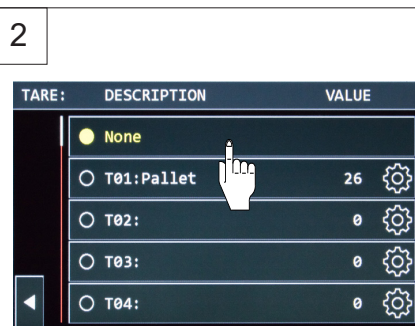 2
TARE: DESCRIPTION VALUE
None
T01:Pallet 26
T02: 0
T03: 0
T04: 0